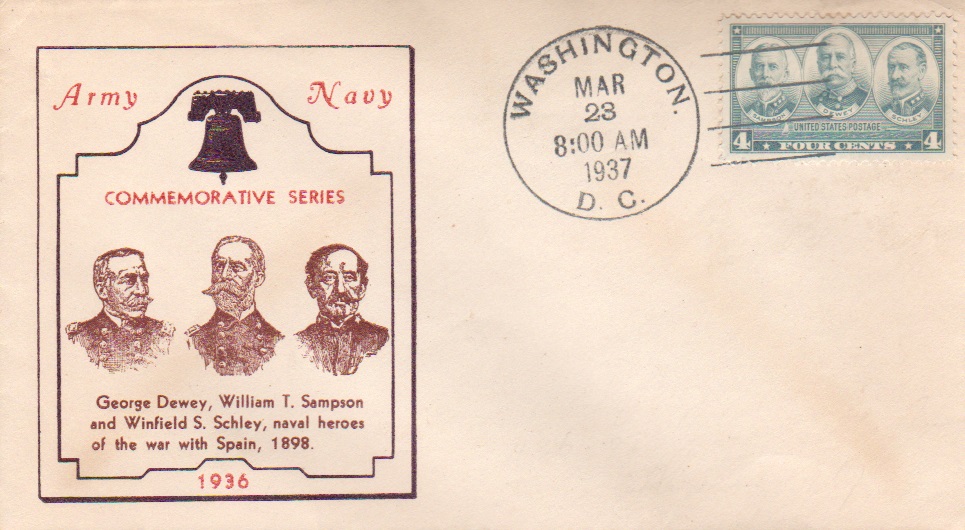 Army Navy
COMMEMORATIVE SERIES
George Dewey, William T. Sampson
and Winfield S. Schley, naval heroes
of the war with Spain, 1898.
1936
WASHINGTON,
MAR
23
8:00 AM
1937
D. C.
SAMPSON DEWEY SCHLEY
UNITED STATES POSTAGE
4 FOUR CENTS 4